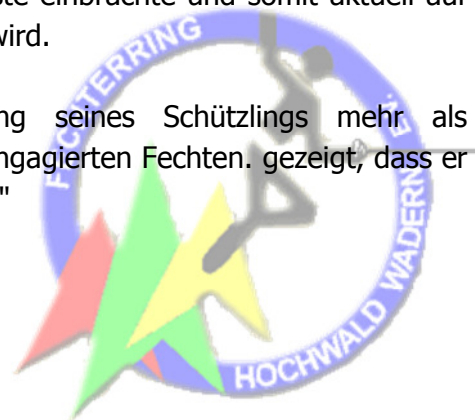 ste einbrachte und somit aktuell auf
wird.
ng seines Schützlings mehr als
ngagierten Fechten. gezeigt, dass er
"
FECHTERRING
HOCHWALD WADERN E.V.